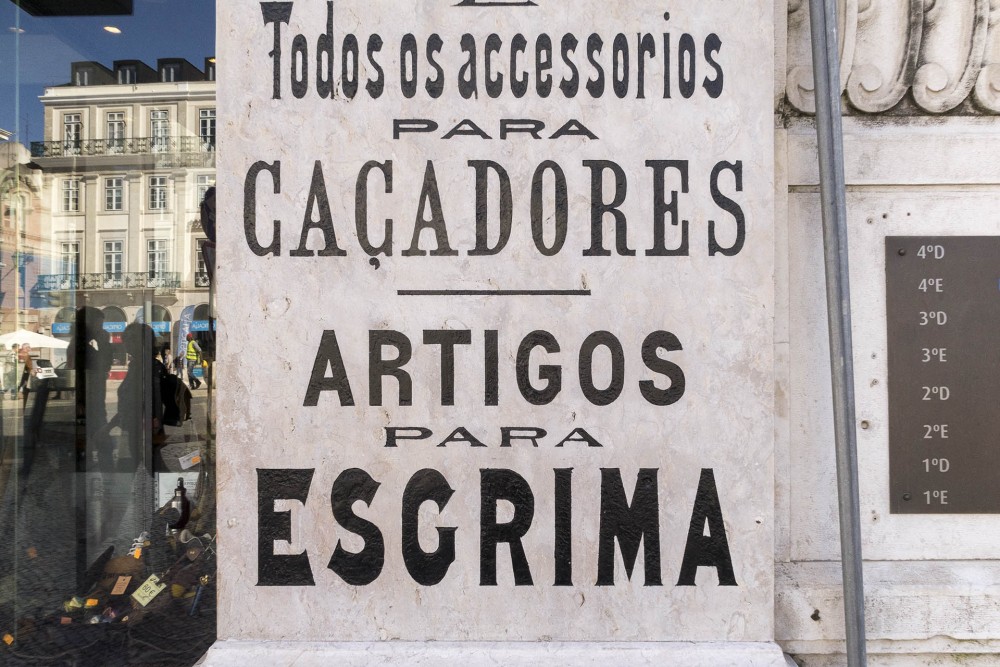 Todos os accessorios
PARA
CAÇADORES
ARTIGOS
PARA
ESGRIMA
4ºD
4ºE
3ºD
3ºE
2ºD
2ºE
1ºD
1ºE